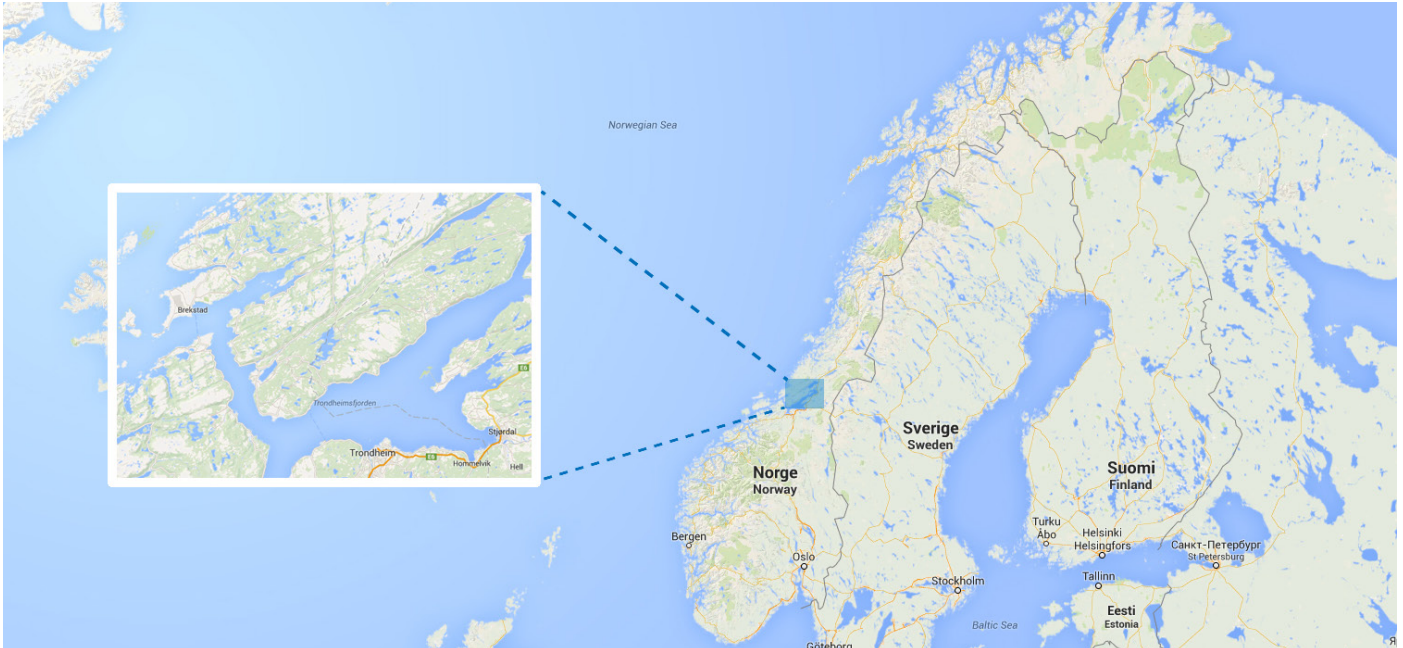 Norwegian Sea
Brekstad
Trondheimsfjorden
E6
Stjørdal
Trondheim
E6
Hommelvik
Hell
Sverige
Sweden
Norge
Norway
Suomi
Finland
Bergen
Oslo
Turku
Åbo
Helsinki
Helsingfors
Санкт-Петербург
St Petersburg
Stockholm
Tallinn
Eesti
Estonia
Baltic Sea
Göteborg
Я